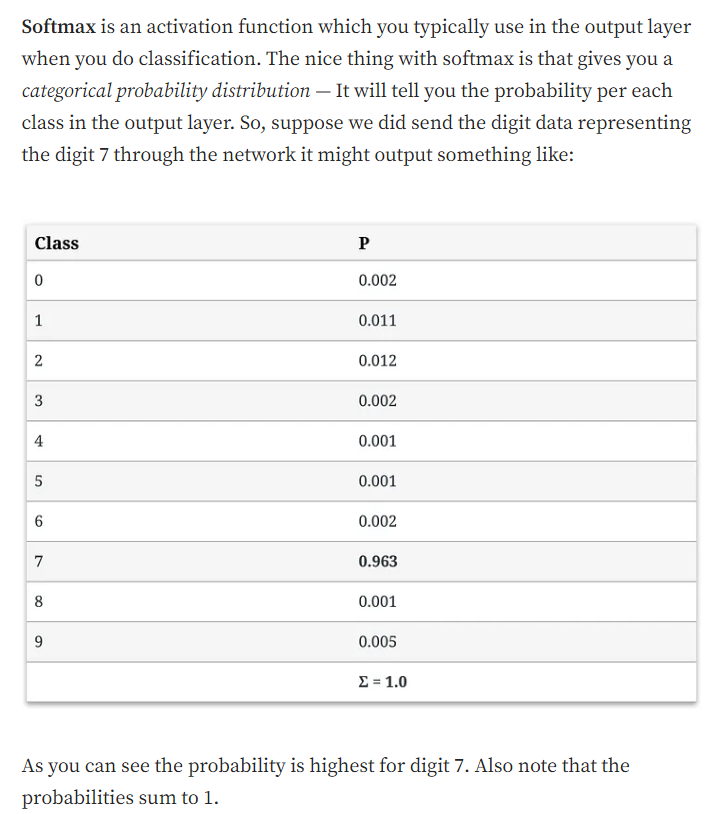 Softmax is an activation function which you typically use in the output layer
when you do classification. The nice thing with softmax is that gives you a
categorical probability distribution — It will tell you the probability per each
class in the output layer. So, suppose we did send the digit data representing
the digit 7 through the network it might output something like:
Class P
0 0.002
1 0.011
2 0.012
3 0.002
4 0.001
5 0.001
6 0.002
7 0.963
8 0.001
9 0.005
Σ = 1.0
As you can see the probability is highest for digit 7. Also note that the
probabilities sum to 1.